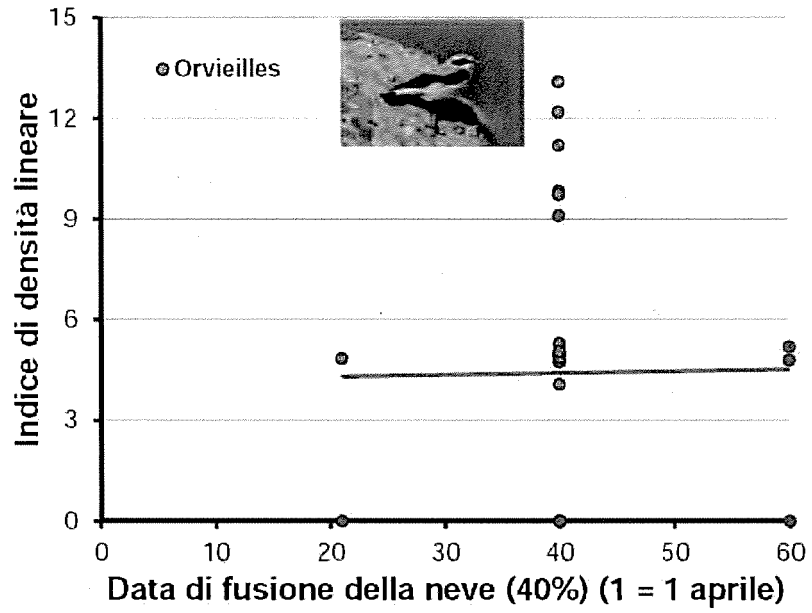 15
12
9
6
3
0
Orvieilles
Indice di densità lineare
0 10 20 30 40 50 60
Data di fusione della neve (40%) (1 = 1 aprile)